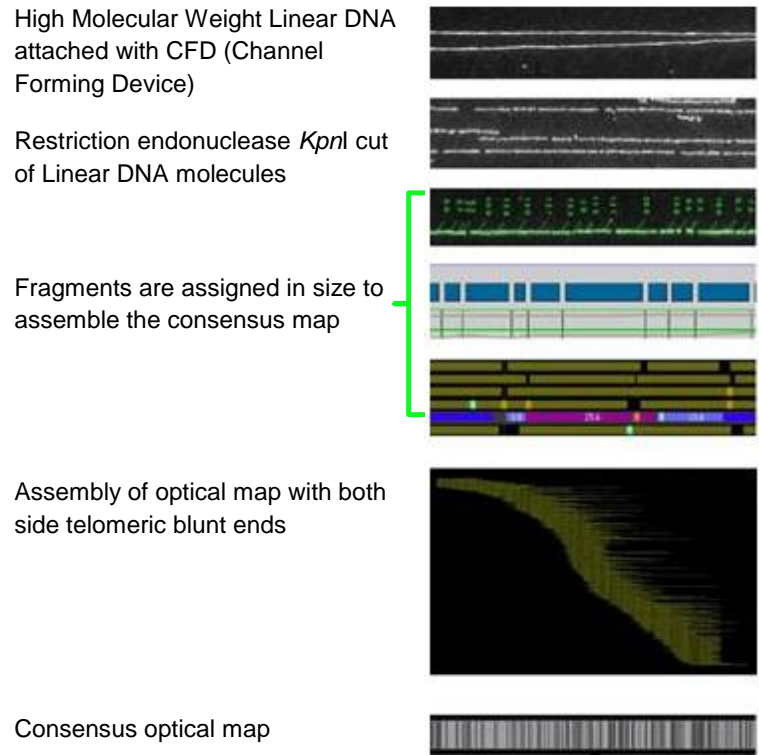 High Molecular Weight Linear DNA
attached with CFD (Channel
Forming Device)
Restriction endonuclease KpnI cut
of Linear DNA molecules
Fragments are assigned in size to
assemble the consensus map
Assembly of optical map with both
side telomeric blunt ends
Consensus optical map